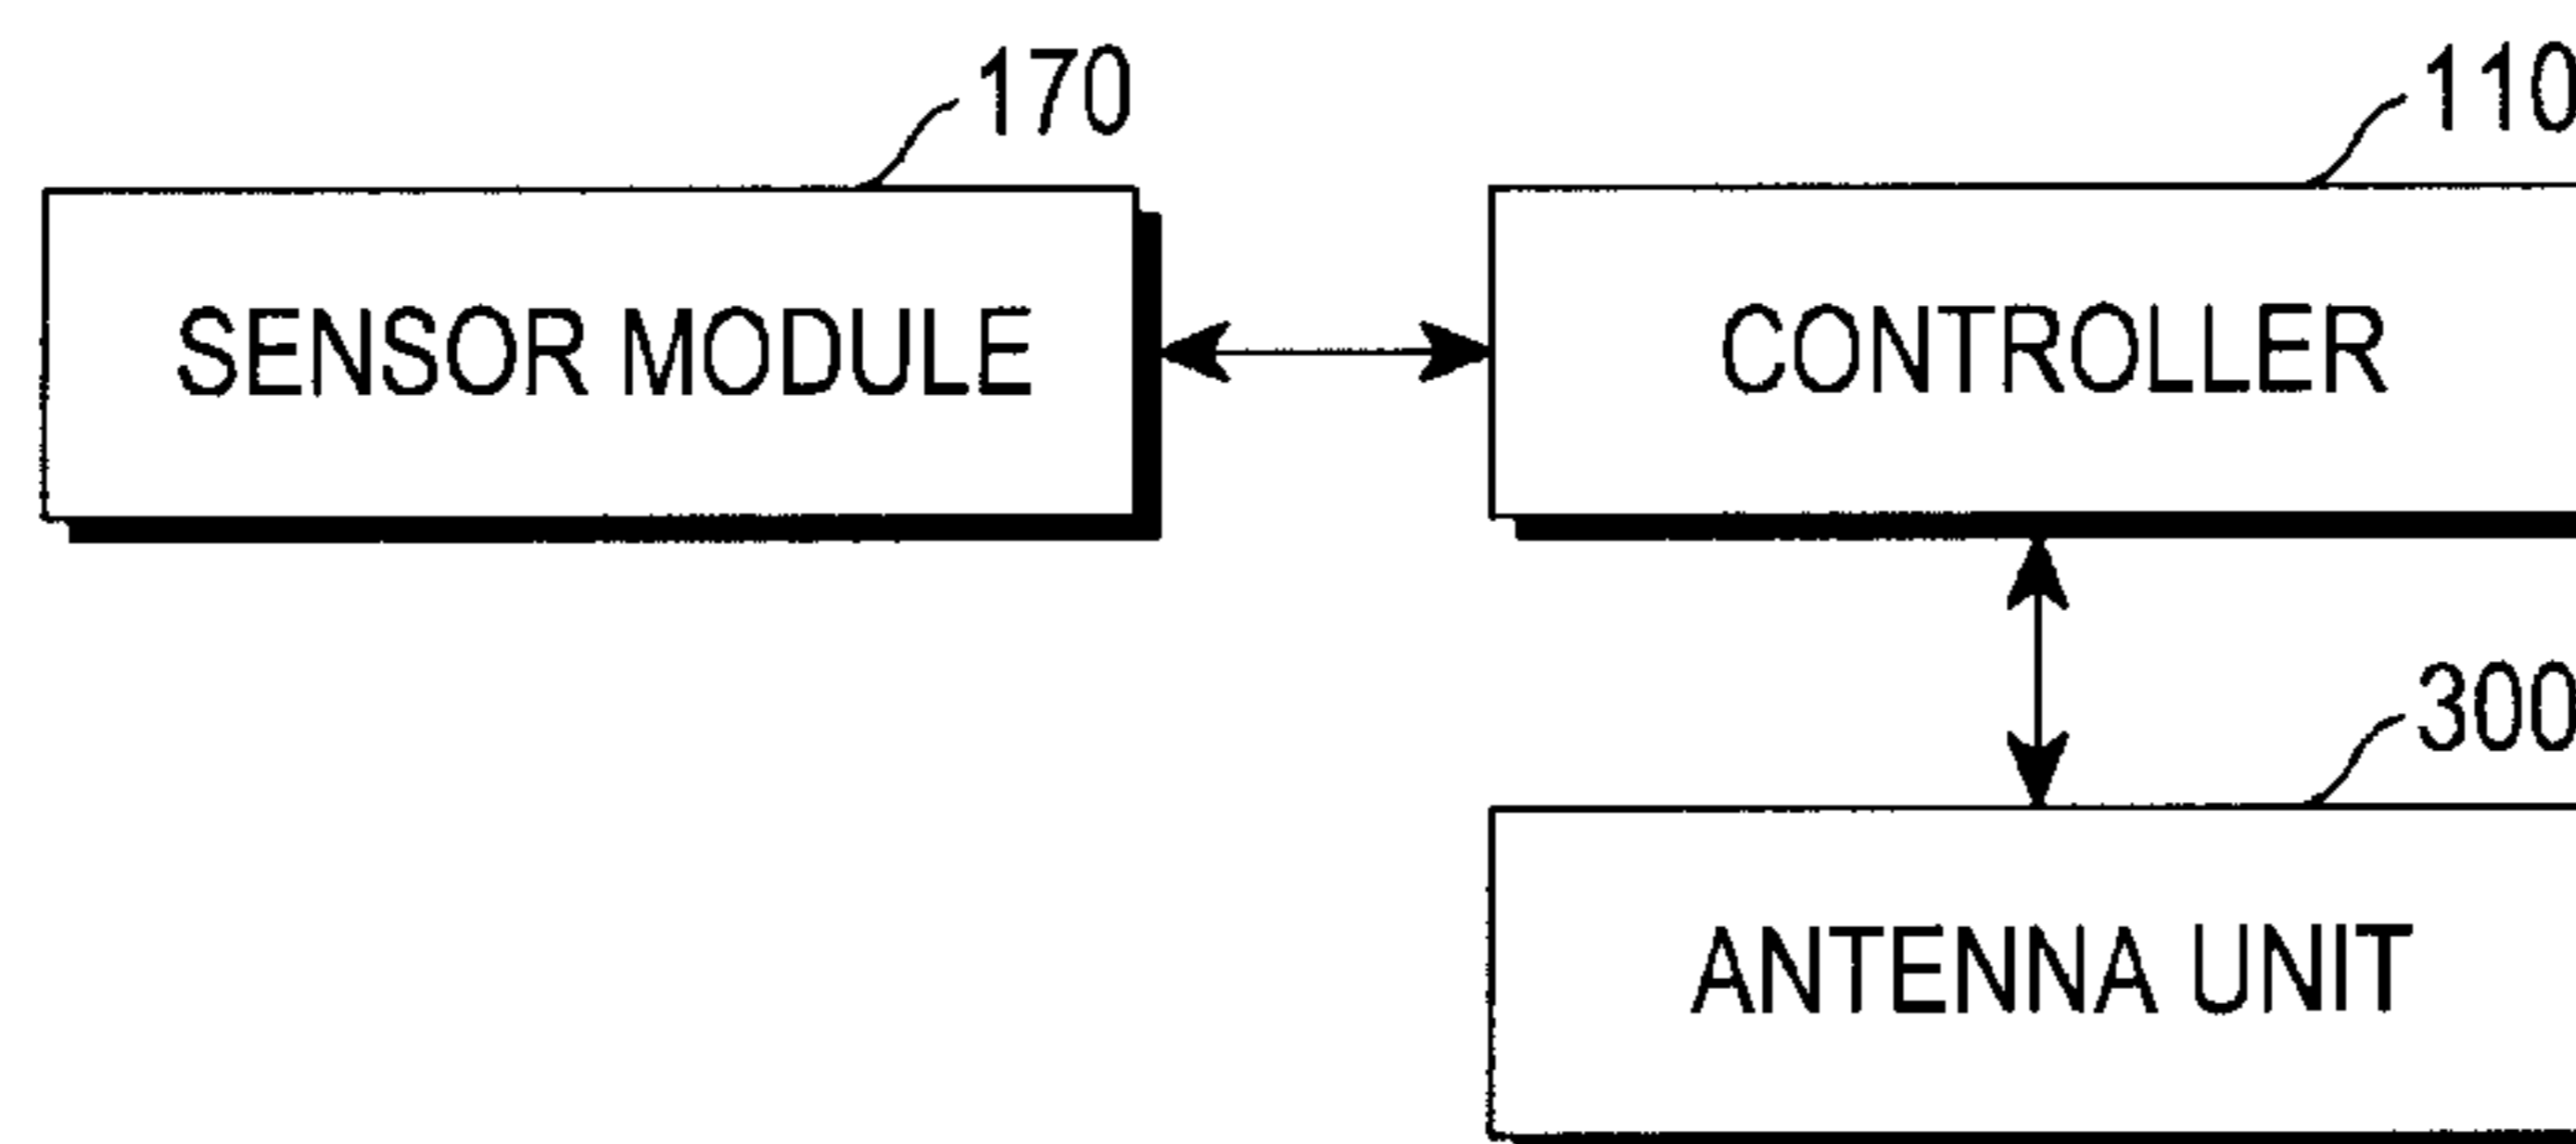 170
110
SENSOR MODULE
CONTROLLER
300
ANTENNA UNIT